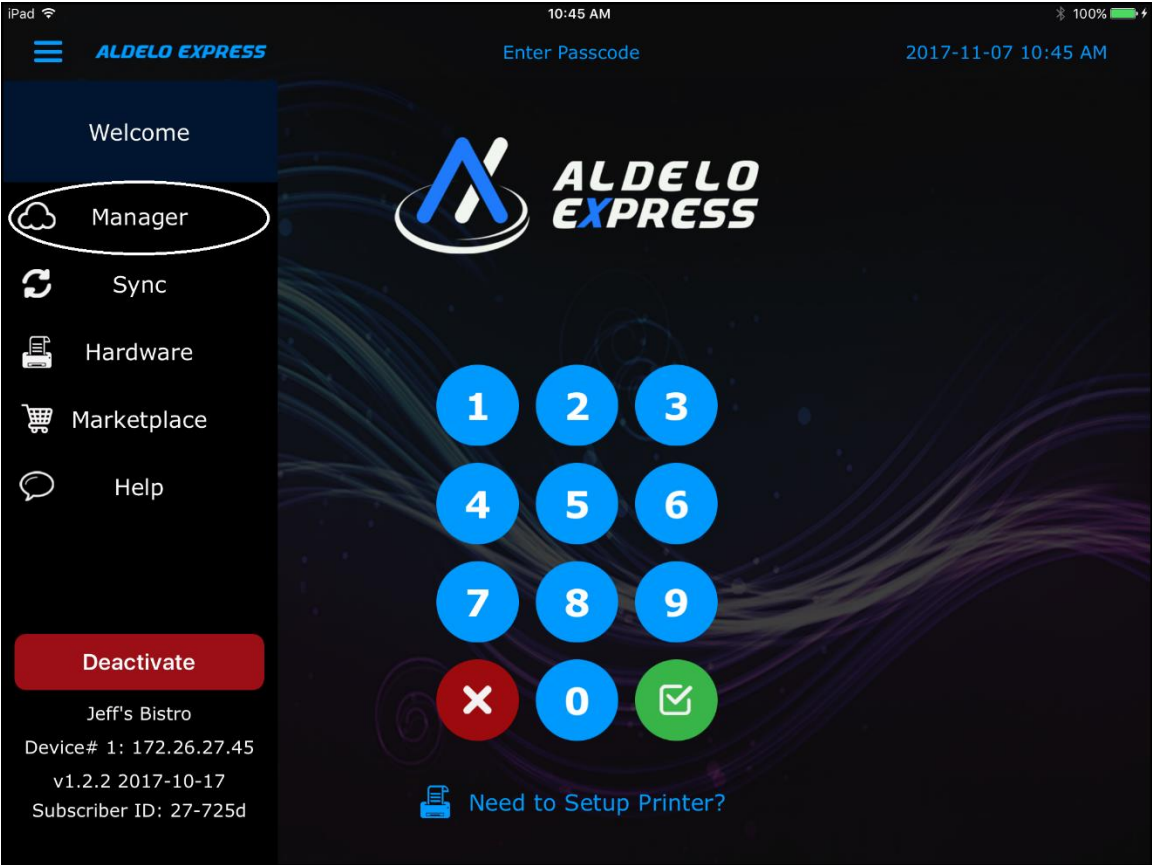 iPad 10:45 AM 100%
ALDELO EXPRESS Enter Passcode 2017-11-07 10:45 AM
Welcome
Manager
Sync
Hardware
Marketplace
Help
Deactivate
Jeff's Bistro
Device# 1: 172.26.27.45
v1.2.2 2017-10-17
Subscriber ID: 27-725d
ALDELO
EXPRESS
1 2 3
4 5 6
7 8 9
0
Need to Setup Printer?